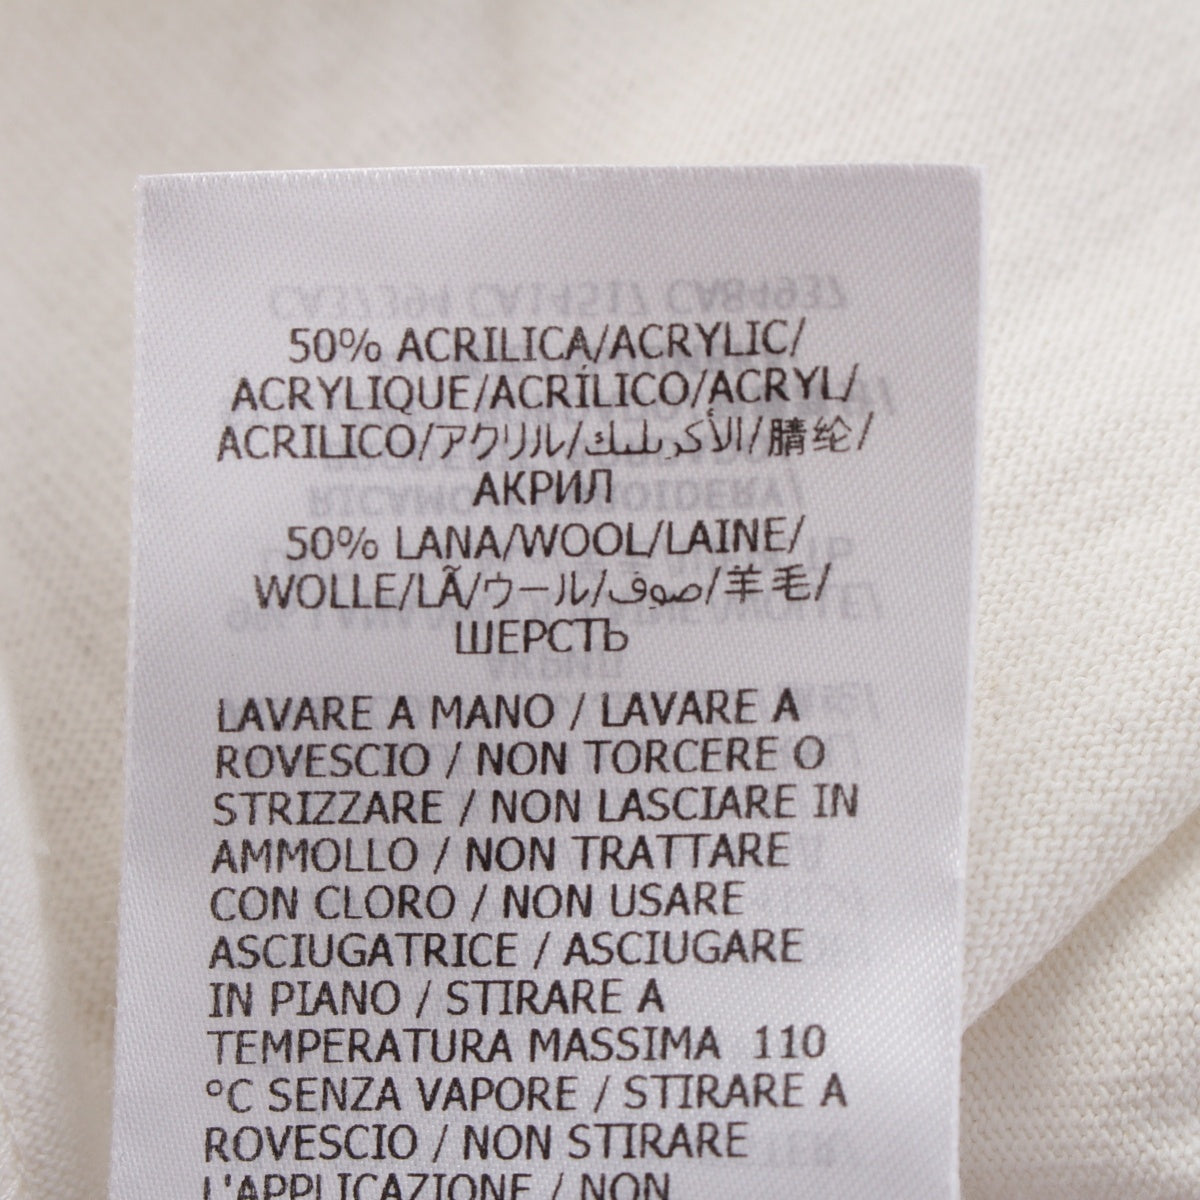 50% ACRILICA/ACRYLIC/
ACRYLIQUE/ACRÍLICO/ACRYL/
ACRILICO/アクリル/الأكريليك/腈纶/
АКРИЛ
50% LANA/WOOL/LAINE/
WOLLE/LÃ/ウール/صوف/羊毛/
ШЕРСТЬ
LAVARE A MANO / LAVARE A
ROVESCIO / NON TORCERE O
STRIZZARE / NON LASCIARE IN
AMMOLLO / NON TRATTARE
CON CLORO / NON USARE
ASCIUGATRICE / ASCIUGARE
IN PIANO / STIRARE A
TEMPERATURA MASSIMA 110
°C SENZA VAPORE / STIRARE A
ROVESCIO / NON STIRARE
L'APPLICAZIONE / NON